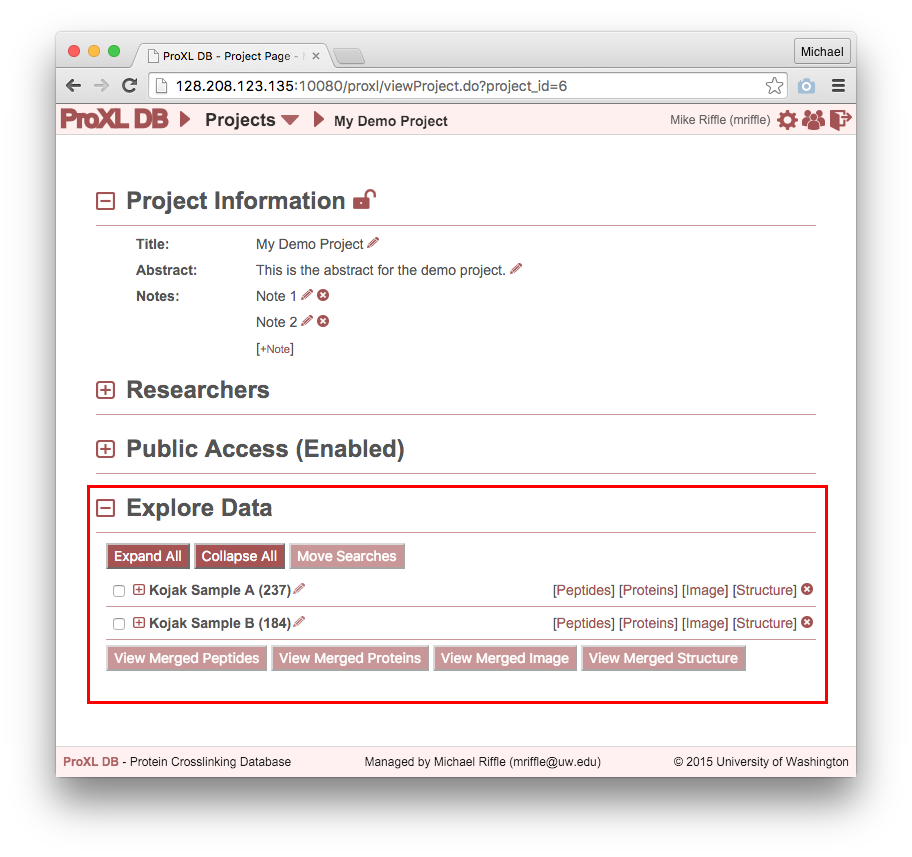 ProXL DB - Project Page -
Michael
128.208.123.135:10080/proxl/viewProject.do?project_id=6
ProXL DB Projects My Demo Project Mike Riffle (mriffle)
Project Information
Title: My Demo Project
Abstract: This is the abstract for the demo project.
Notes: Note 1
Note 2
[+Note]
Researchers
Public Access (Enabled)
Explore Data
Expand All Collapse All Move Searches
Kojak Sample A (237) [Peptides] [Proteins] [Image] [Structure]
Kojak Sample B (184) [Peptides] [Proteins] [Image] [Structure]
View Merged Peptides View Merged Proteins View Merged Image View Merged Structure
ProXL DB - Protein Crosslinking Database Managed by Michael Riffle (mriffle@uw.edu) © 2015 University of Washington